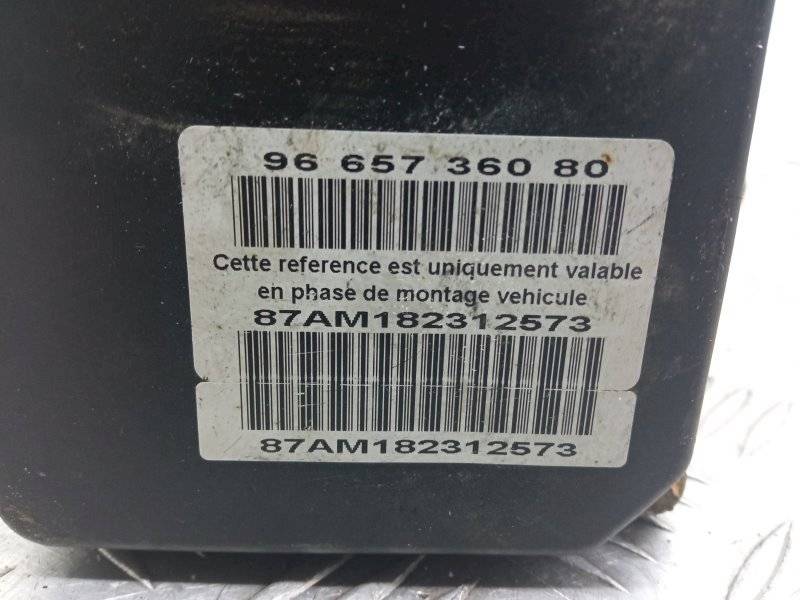 96 657 360 80
Cette reference est uniquement valable
en phase de montage vehicule
87AM182312573
87AM182312573